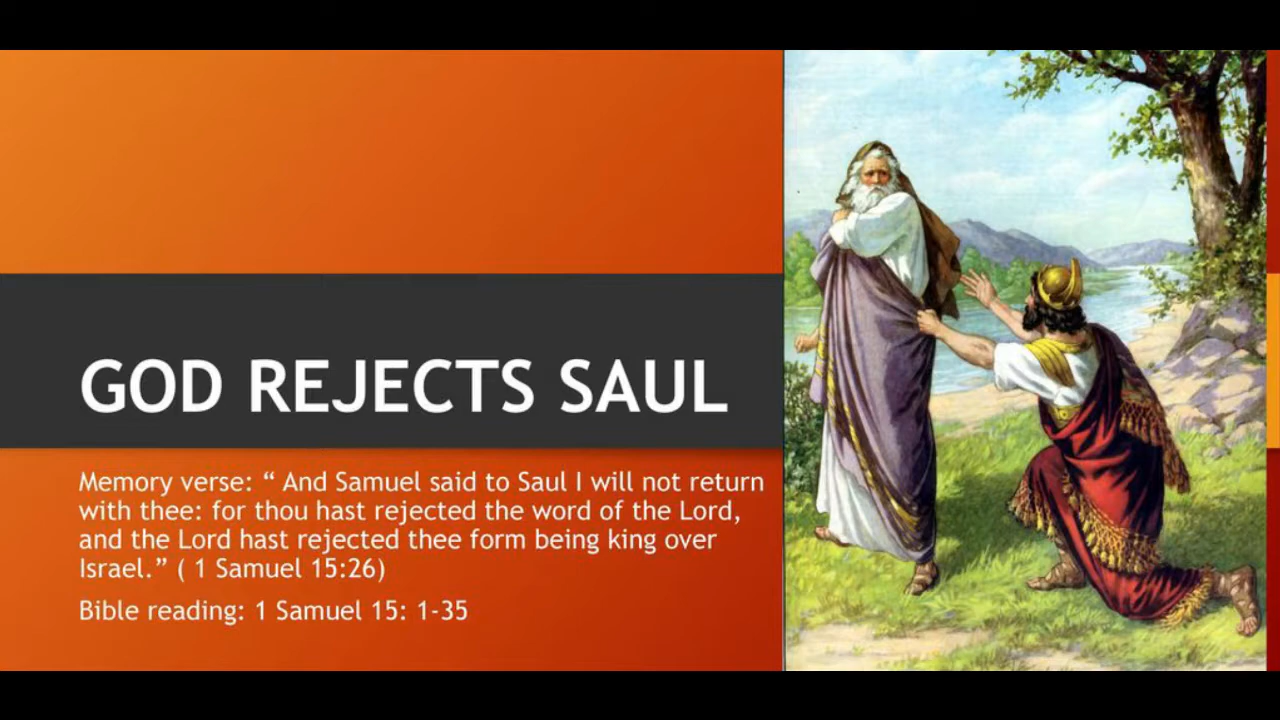 GOD REJECTS SAUL
Memory verse: “ And Samuel said to Saul I will not return
with thee: for thou hast rejected the word of the Lord,
and the Lord hast rejected thee form being king over
Israel.” ( 1 Samuel 15:26)
Bible reading: 1 Samuel 15: 1-35